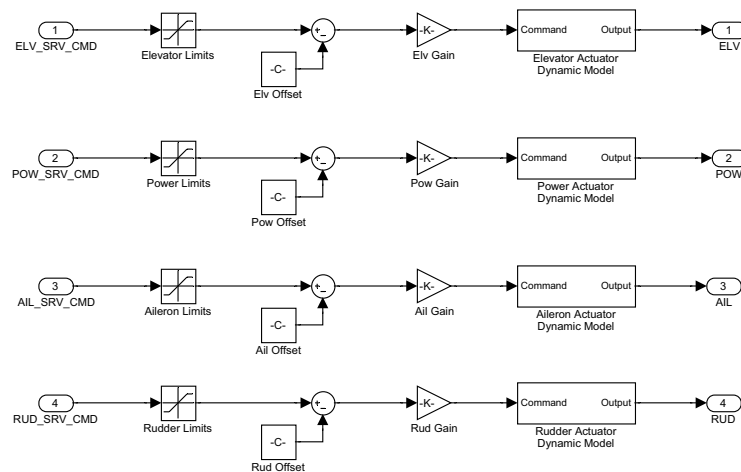 1
ELV_SRV_CMD
Elevator Limits
+
−
-C-
Elv Offset
-K-
Elv Gain
Command Output
Elevator Actuator
Dynamic Model
1
ELV
2
POW_SRV_CMD
Power Limits
+
−
-C-
Pow Offset
-K-
Pow Gain
Command Output
Power Actuator
Dynamic Model
2
POW
3
AIL_SRV_CMD
Aileron Limits
+
−
-C-
Ail Offset
-K-
Ail Gain
Command Output
Aileron Actuator
Dynamic Model
3
AIL
4
RUD_SRV_CMD
Rudder Limits
+
−
-C-
Rud Offset
-K-
Rud Gain
Command Output
Rudder Actuator
Dynamic Model
4
RUD